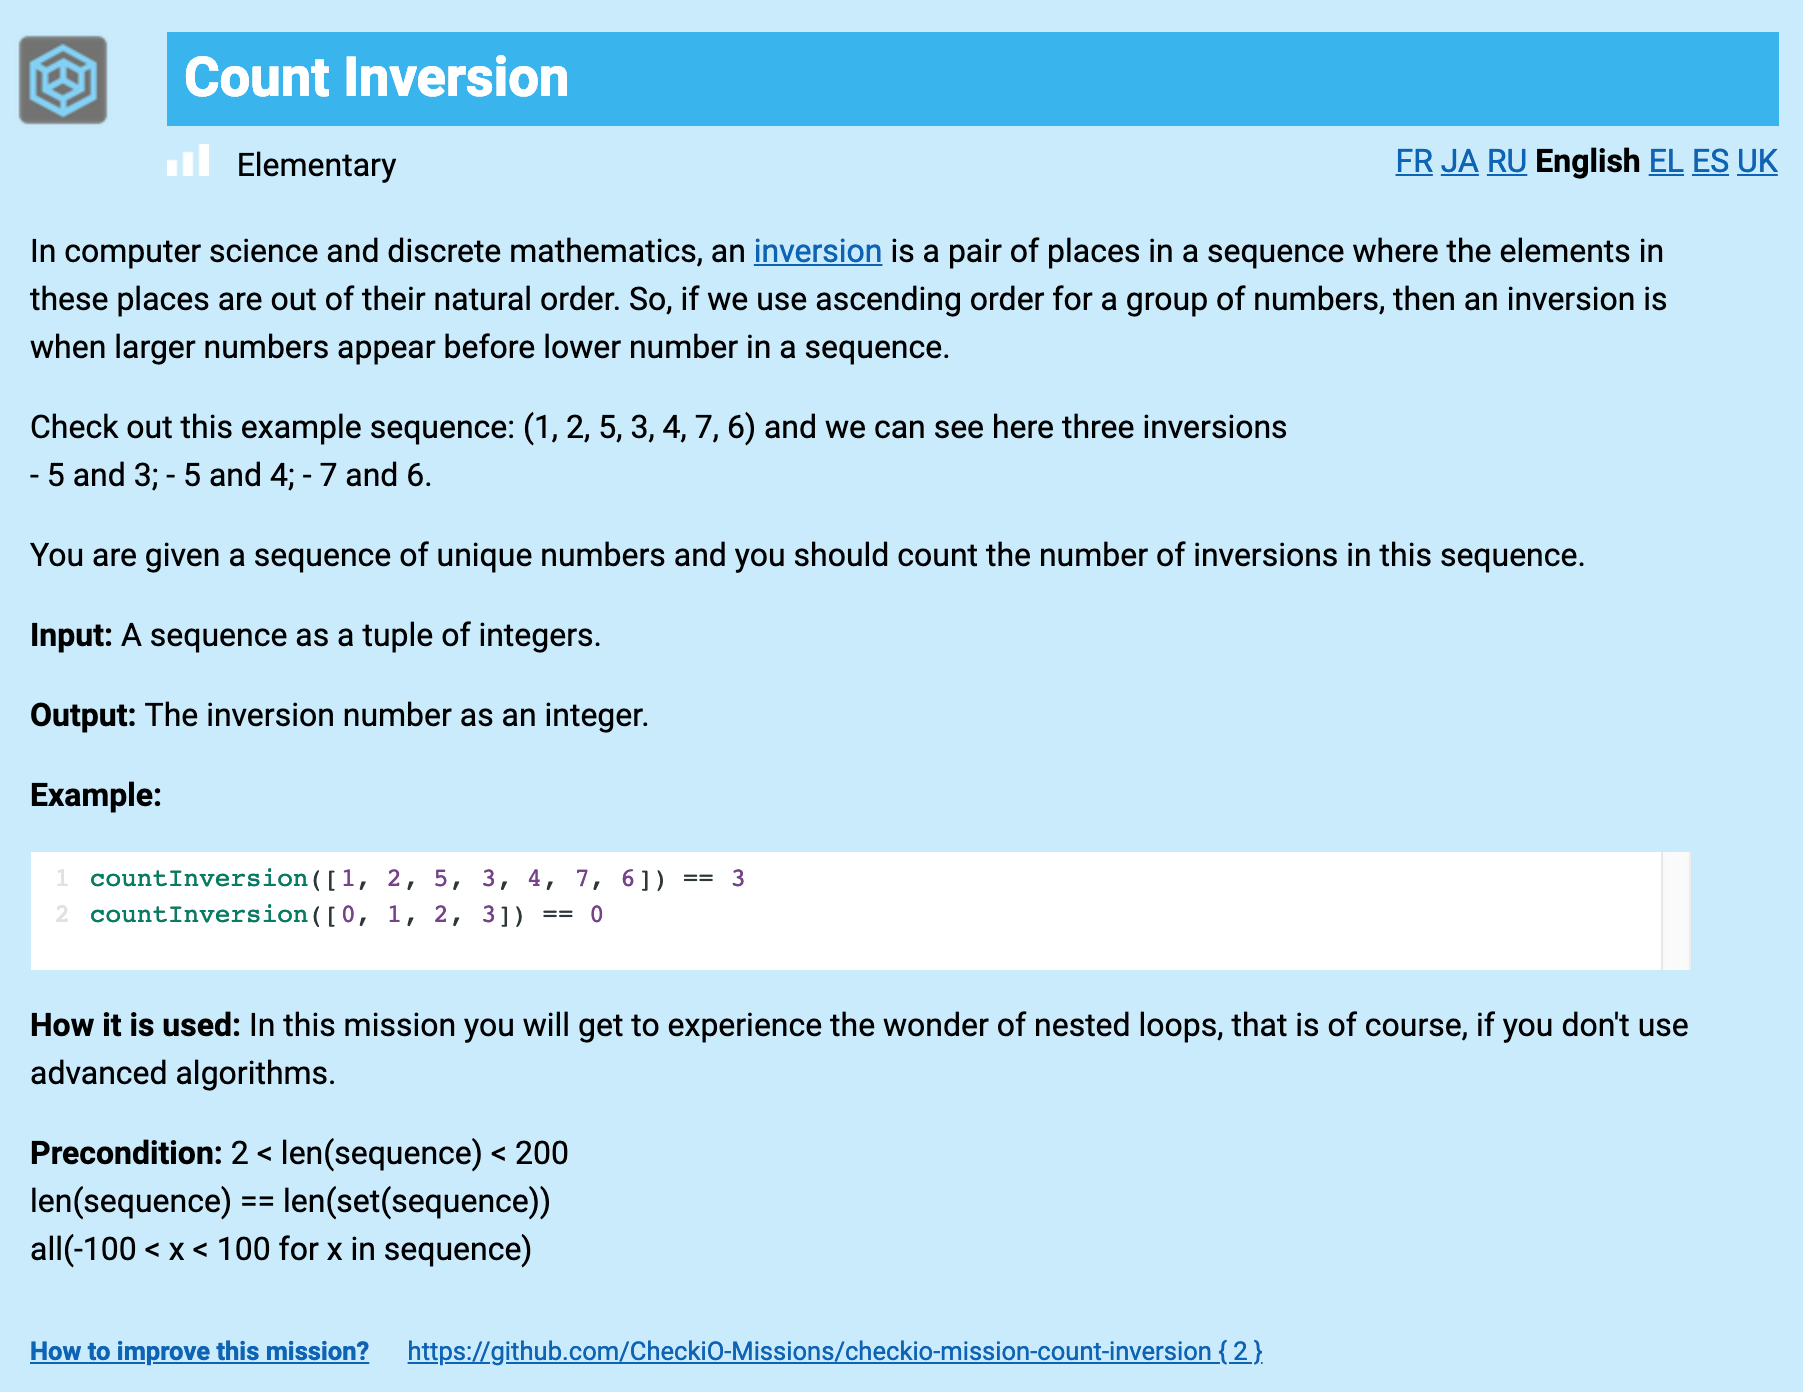 Count Inversion
Elementary
FR JA RU English EL ES UK
In computer science and discrete mathematics, an inversion is a pair of places in a sequence where the elements in
these places are out of their natural order. So, if we use ascending order for a group of numbers, then an inversion is
when larger numbers appear before lower number in a sequence.
Check out this example sequence: (1, 2, 5, 3, 4, 7, 6) and we can see here three inversions
- 5 and 3; - 5 and 4; - 7 and 6.
You are given a sequence of unique numbers and you should count the number of inversions in this sequence.
Input: A sequence as a tuple of integers.
Output: The inversion number as an integer.
Example:
1 countInversion([1, 2, 5, 3, 4, 7, 6]) == 3
2 countInversion([0, 1, 2, 3]) == 0
How it is used: In this mission you will get to experience the wonder of nested loops, that is of course, if you don't use
advanced algorithms.
Precondition: 2 < len(sequence) < 200
len(sequence) == len(set(sequence))
all(-100 < x < 100 for x in sequence)
How to improve this mission? https://github.com/CheckiO-Missions/checkio-mission-count-inversion { 2 }